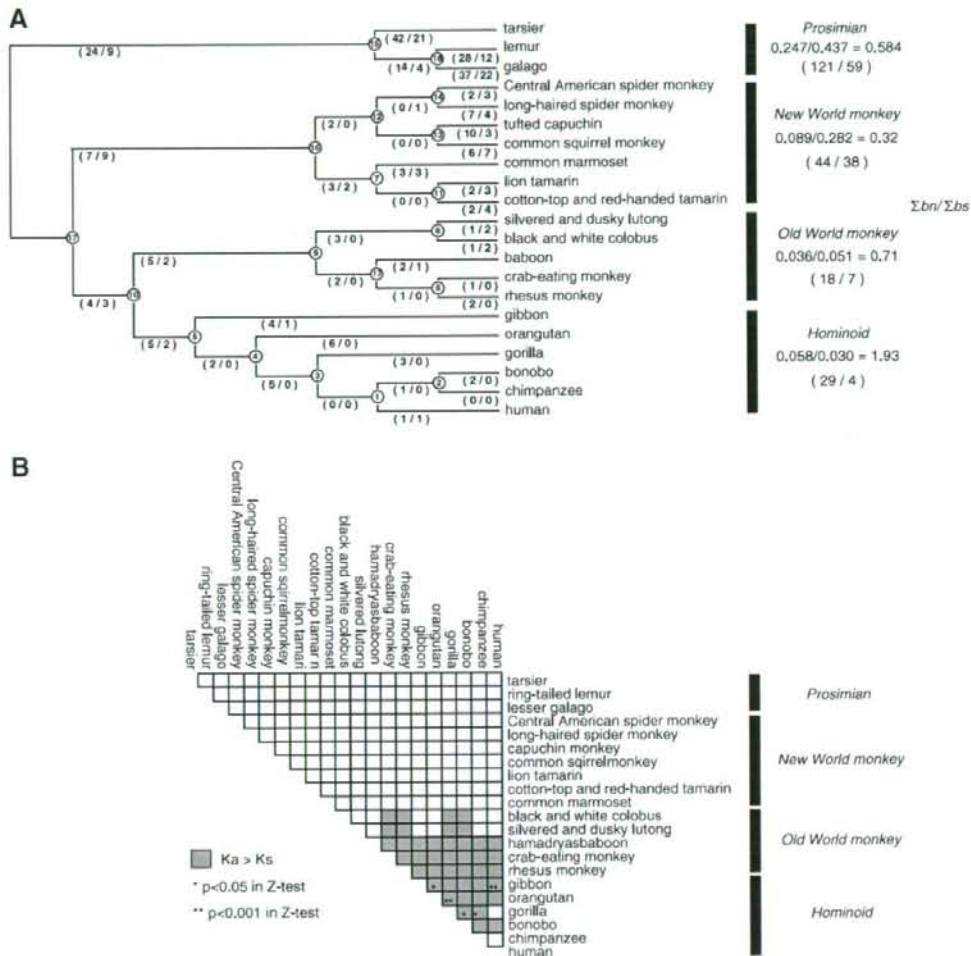 A
tarsier
lemur
galago
Central American spider monkey
long-haired spider monkey
tufted capuchin
common squirrel monkey
common marmoset
lion tamarin
cotton-top and red-handed tamarin
silvered and dusky lutong
black and white colobus
baboon
crab-eating monkey
rhesus monkey
gibbon
orangutan
gorilla
bonobo
chimpanzee
human
(24/9)
(42/21)
(28/12)
(14/4)
(37/22)
(2/3)
(0/1)
(7/4)
(2/0)
(10/3)
(0/0)
(6/7)
(7/9)
(3/3)
(3/2)
(2/3)
(0/0)
(2/4)
(1/2)
(3/0)
(1/2)
(5/2)
(2/1)
(2/0)
(1/0)
(1/0)
(2/0)
(4/3)
(4/1)
(5/2)
(6/0)
(2/0)
(3/0)
(5/0)
(2/0)
(1/0)
(0/0)
(0/0)
(1/1)
Prosimian
0.247/0.437 = 0.584
(121/59)
New World monkey
0.089/0.282 = 0.32
(44/38)
Σbn/Σbs
Old World monkey
0.036/0.051 = 0.71
(18/7)
Hominoid
0.058/0.030 = 1.93
(29/4)
B
tarsier
ring-tailed lemur
lesser galago
Central American spider monkey
long-haired spider monkey
capuchin monkey
common sqirrelmonkey
lion tamari
cotton-top tamar n
common marmoset
black and white colobus
silvered lutong
hamadryasbaboon
crab-eating monkey
rhesus monkey
gibbon
orangutan
gorilla
bonobo
chimpanzee
human
tarsier
ring-tailed lemur
lesser galago
Central American spider monkey
long-haired spider monkey
capuchin monkey
common sqirrelmonkey
lion tamarin
cotton-top and red-handed tamarin
common marmoset
black and white colobus
silvered and dusky lutong
hamadryasbaboon
crab-eating monkey
rhesus monkey
gibbon
orangutan
gorilla
bonobo
chimpanzee
human
Prosimian
New World monkey
Old World monkey
Hominoid
Ka > Ks
* p<0.05 in Z-test
** p<0.001 in Z-test